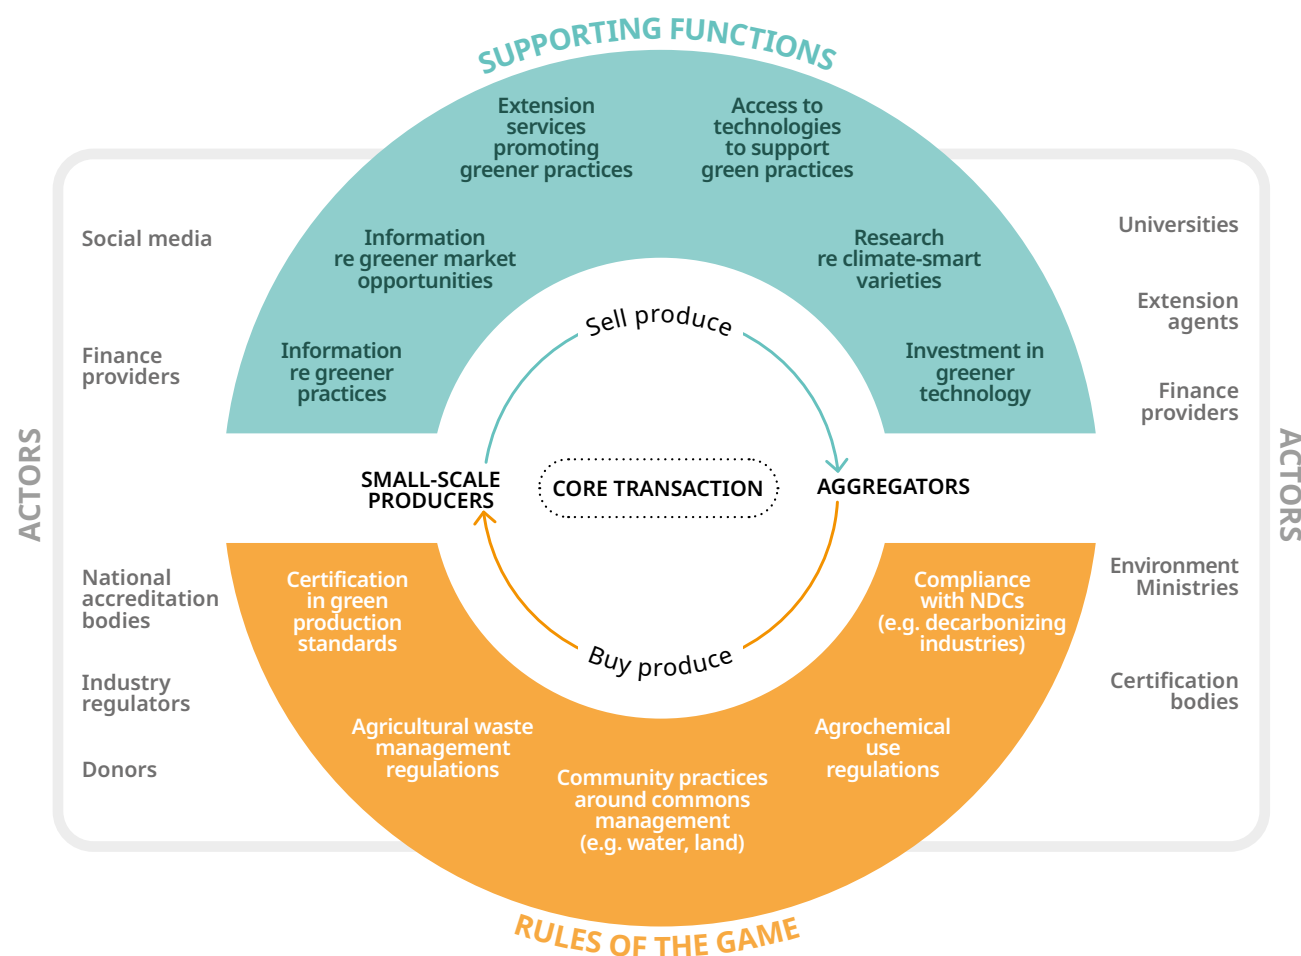 SUPPORTING FUNCTIONS
Extension
services
promoting
greener practices
Access to
technologies
to support
green practices
Information
re greener market
opportunities
Research
re climate-smart
varieties
Information
re greener
practices
Investment in
greener
technology
Social media
Finance
providers
Universities
Extension
agents
Finance
providers
ACTORS
ACTORS
Sell produce
SMALL-SCALE
PRODUCERS
CORE TRANSACTION
AGGREGATORS
Buy produce
National
accreditation
bodies
Industry
regulators
Donors
Environment
Ministries
Certification
bodies
Certification
in green
production
standards
Compliance
with NDCs
(e.g. decarbonizing
industries)
Agricultural waste
management
regulations
Community practices
around commons
management
(e.g. water, land)
Agrochemical
use
regulations
RULES OF THE GAME